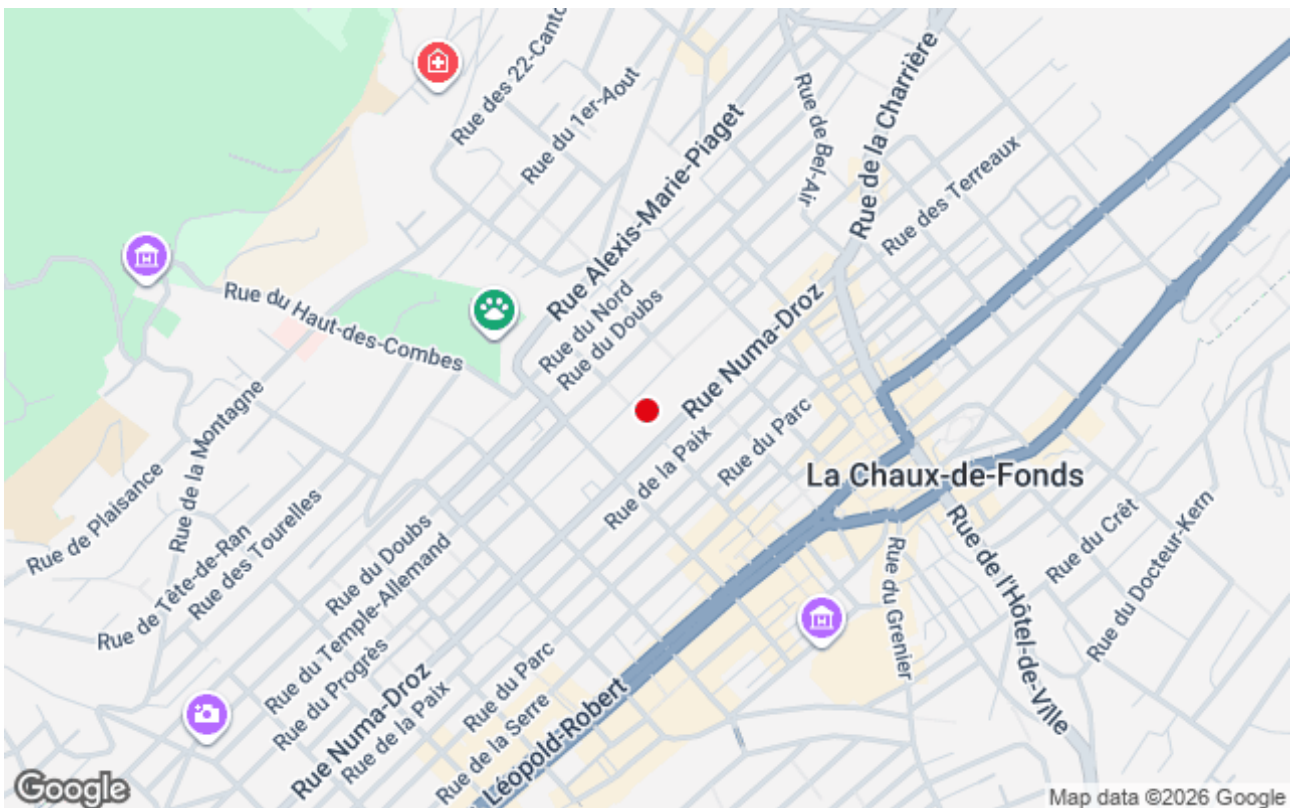 Rue des 22-Canto
Rue du 1er-Aout
Rue Alexis-Marie-Piaget
Rue de Bel-Air
Rue de la Charrière
Rue des Terreaux
Rue du Haut-des-Combes
Rue du Nord
Rue du Doubs
Rue Numa-Droz
Rue de la Paix
Rue du Parc
La Chaux-de-Fonds
Rue de la Montagne
Rue de Plaisance
Rue de Tête-de-Ran
Rue des Tourelles
Rue du Doubs
Rue du Temple-Allemand
Rue du Progrès
Rue Numa-Droz
Rue de la Paix
Rue du Parc
Rue de la Serre
Léopold-Robert
Rue du Grenier
Rue de l'Hôtel-de-Ville
Rue du Crêt
Rue du Docteur-Kern
Google
Map data ©2026 Google